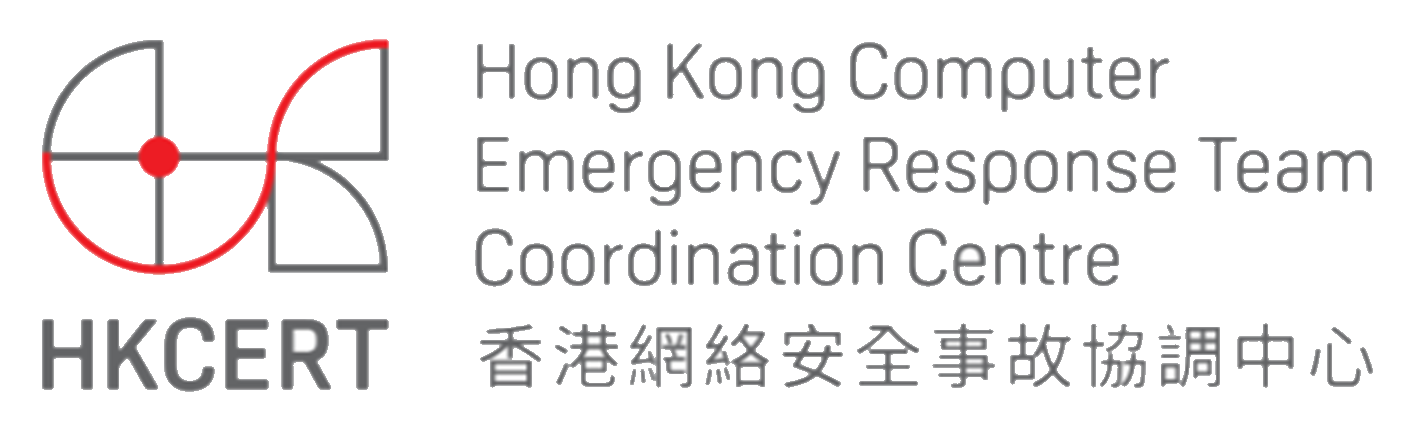 HKCERT
Hong Kong Computer
Emergency Response Team
Coordination Centre
香港網絡安全事故協調中心